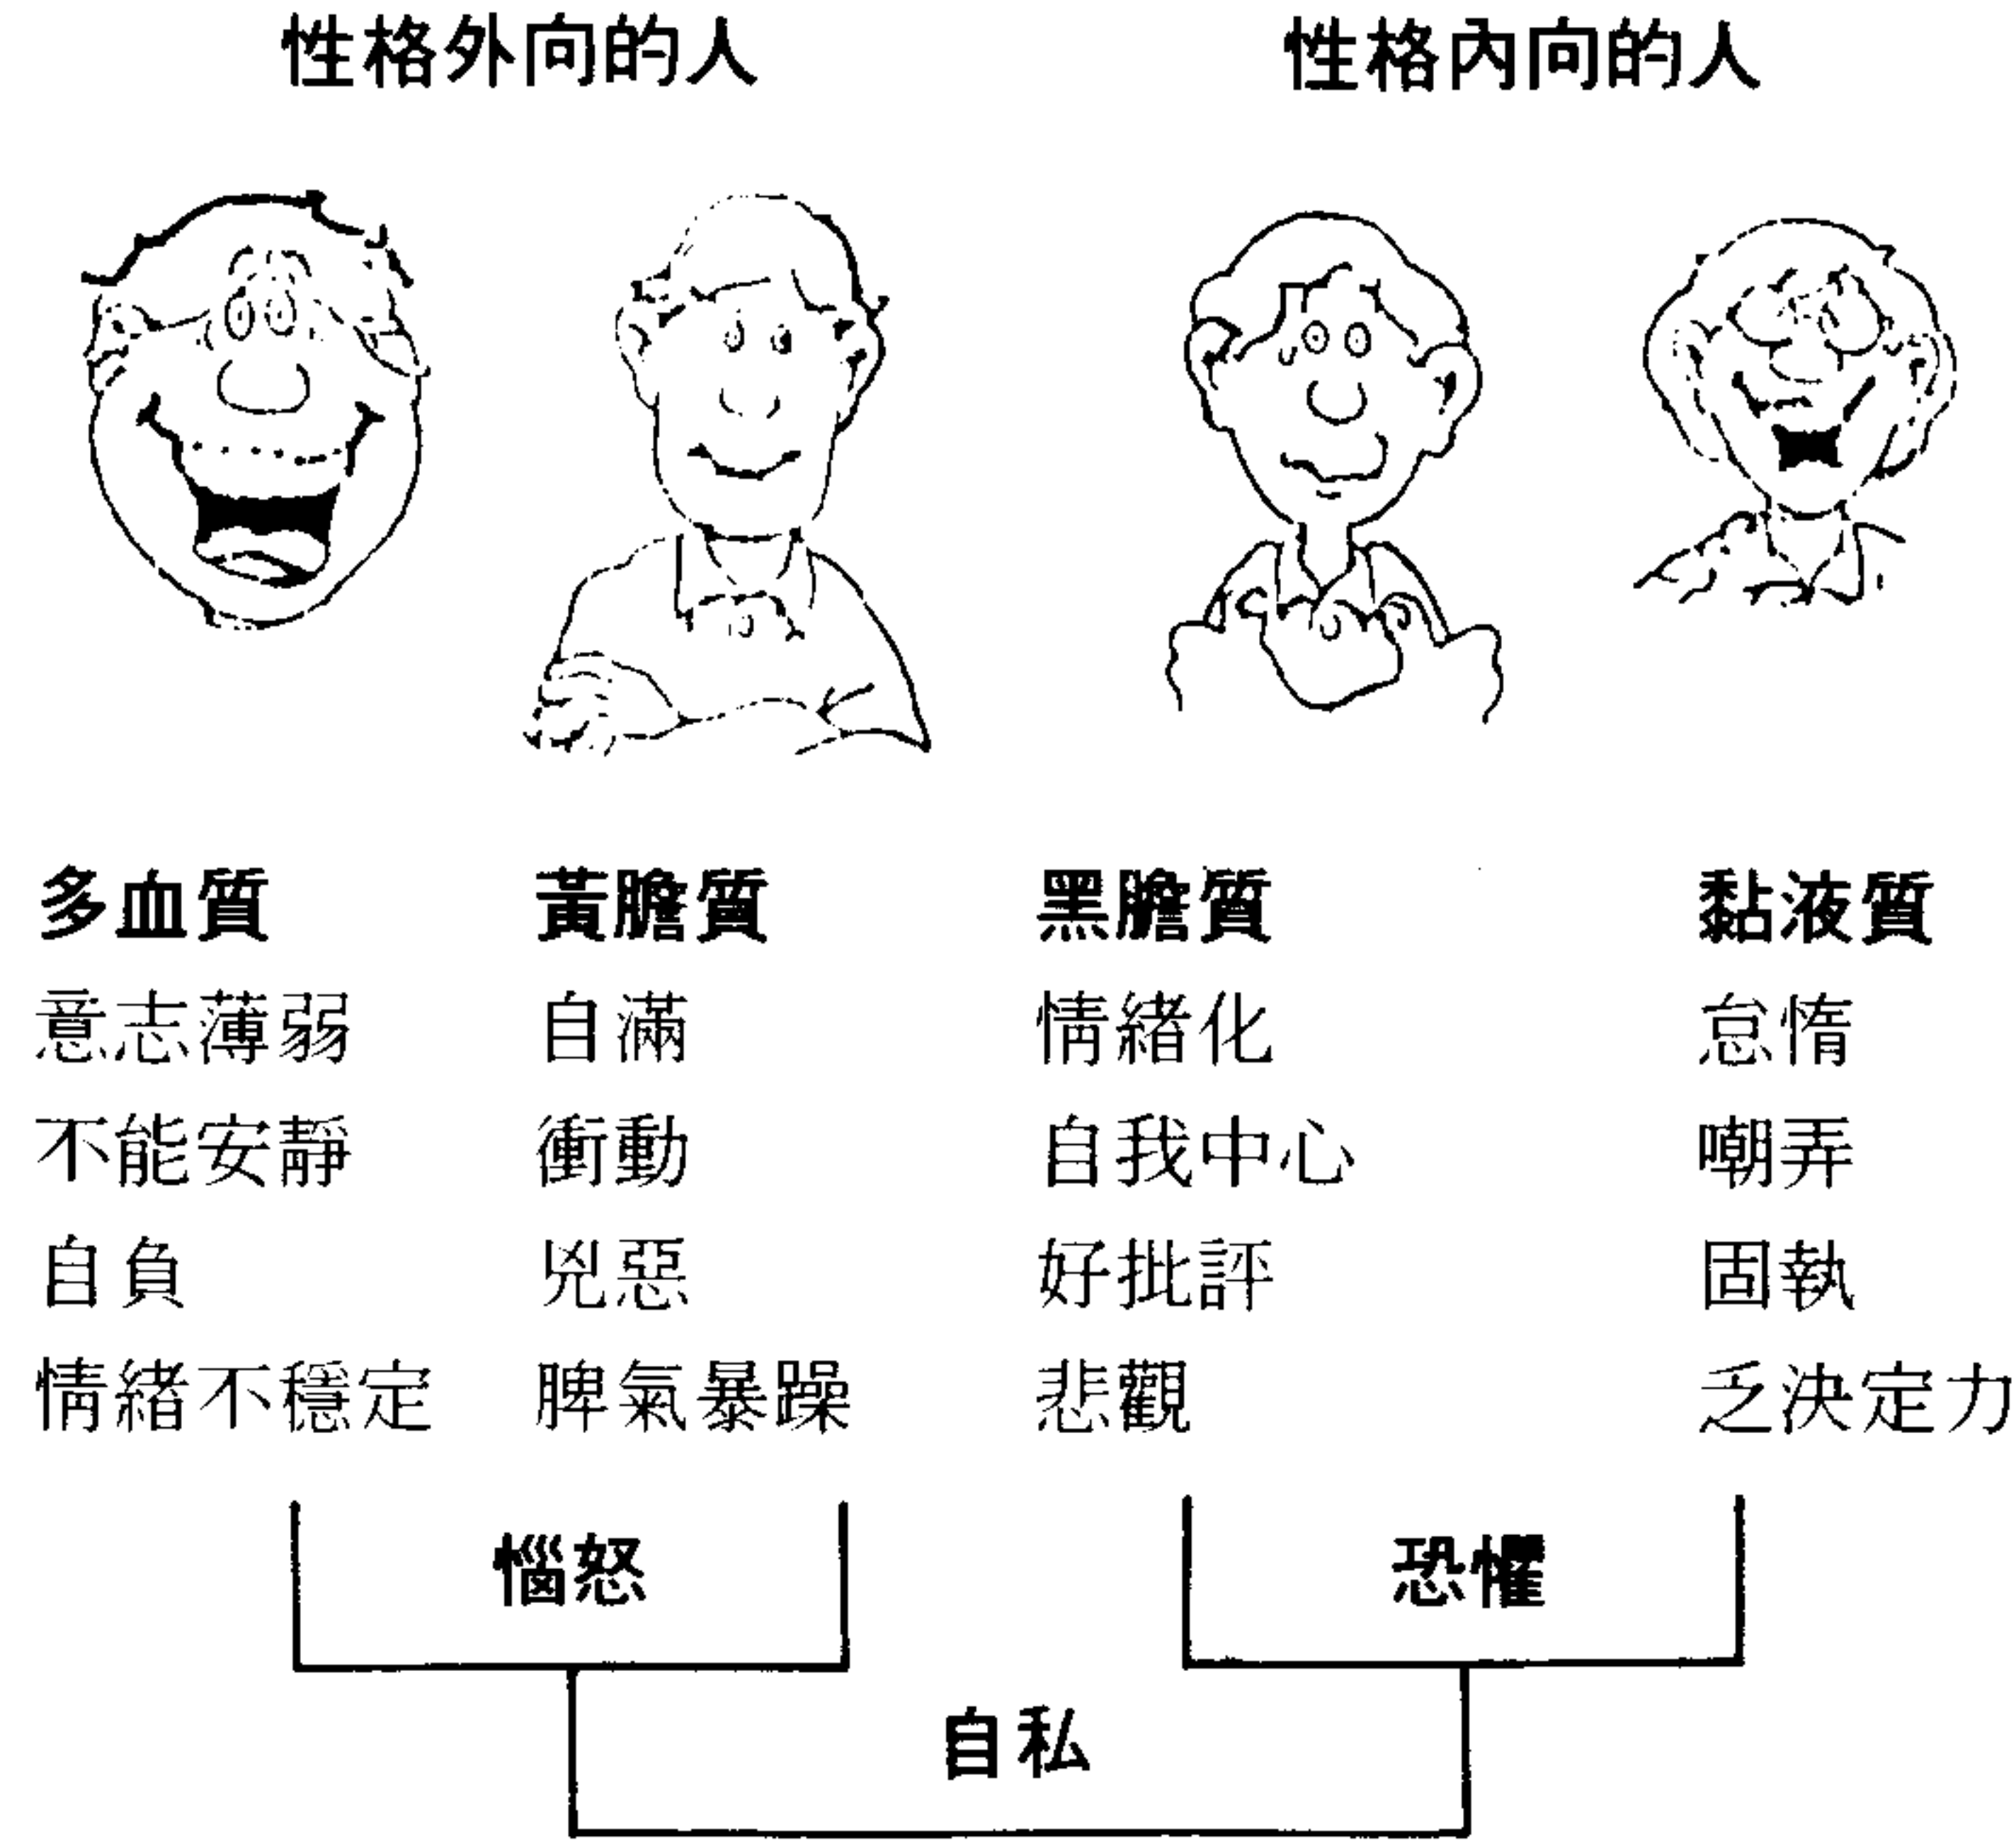 性格外向的人 性格內向的人
多血質 黃膽質 黑膽質 黏液質
意志薄弱 自滿 情緒化 怠惰
不能安靜 衝動 自我中心 嘲弄
自負 兇惡 好批評 固執
情緒不穩定 脾氣暴躁 悲觀 乏決定力
惱怒 恐懼
自私